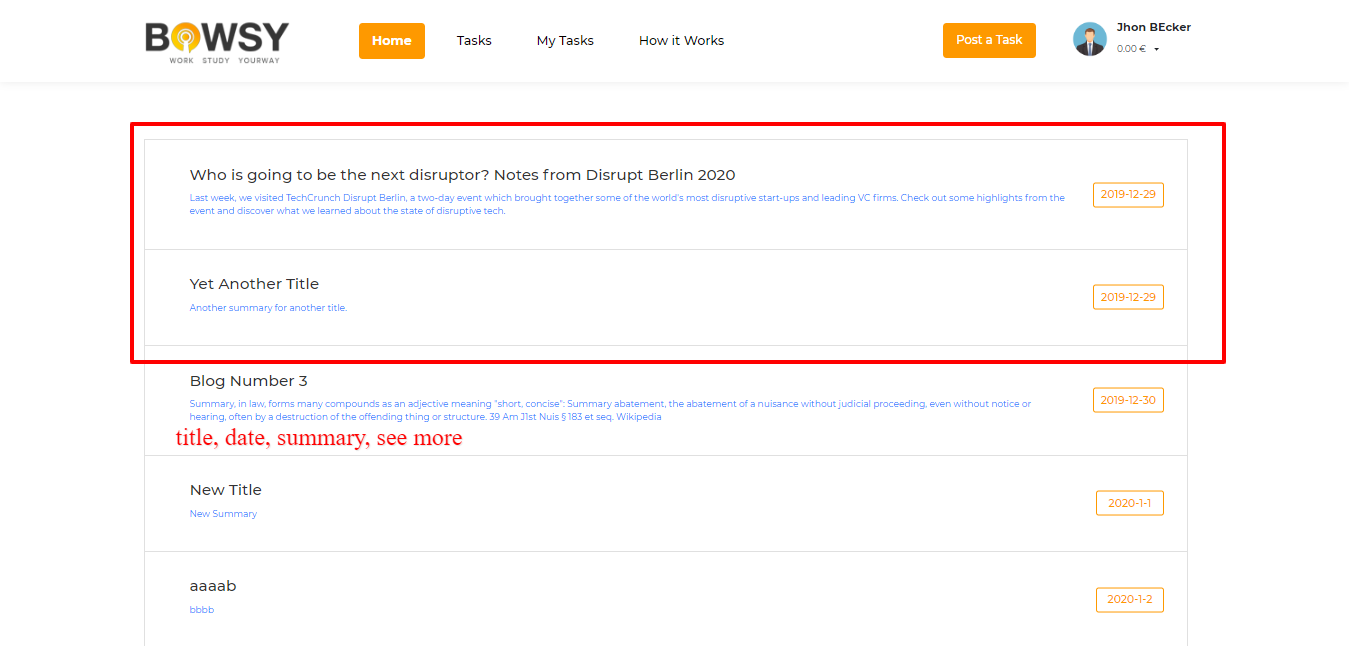 BOWSY
WORK STUDY YOURWAY
Home
Tasks
My Tasks
How it Works
Post a Task
Jhon BEcker
0.00 €
Who is going to be the next disruptor? Notes from Disrupt Berlin 2020
Last week, we visited TechCrunch Disrupt Berlin, a two-day event which brought together some of the world's most disruptive start-ups and leading VC firms. Check out some highlights from the
event and discover what we learned about the state of disruptive tech.
2019-12-29
Yet Another Title
Another summary for another title.
2019-12-29
Blog Number 3
Summary, in law, forms many compounds as an adjective meaning "short, concise": Summary abatement, the abatement of a nuisance without judicial proceeding, even without notice or
hearing, often by a destruction of the offending thing or structure. 39 Am J1st Nuis § 183 et seq. Wikipedia
2019-12-30
title, date, summary, see more
New Title
New Summary
2020-1-1
aaaab
bbbb
2020-1-2